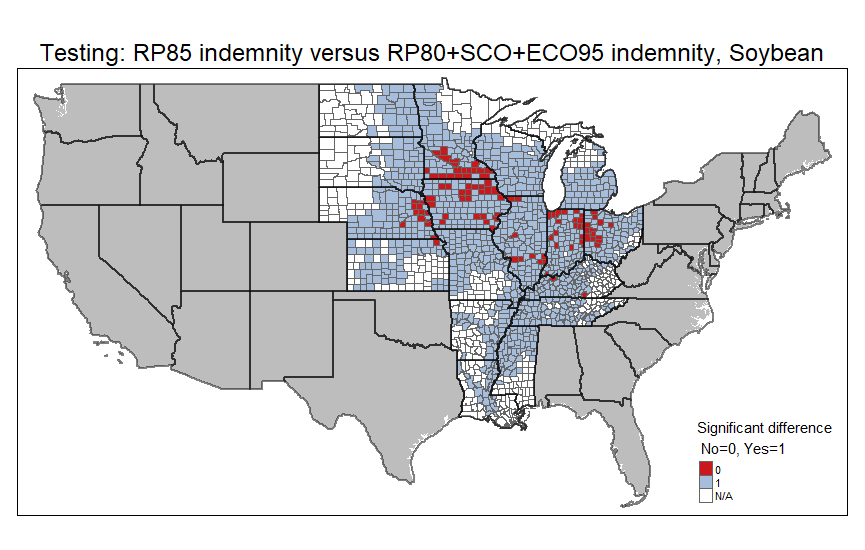 Testing: RP85 indemnity versus RP80+SCO+ECO95 indemnity, Soybean
Significant difference
No=0, Yes=1
0
1
N/A